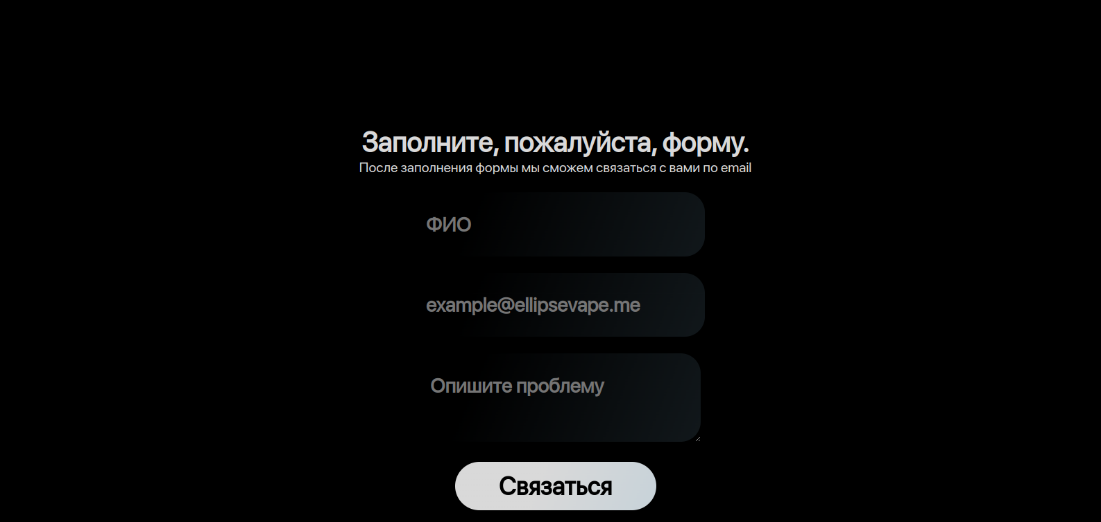 Заполните, пожалуйста, форму.
После заполнения формы мы сможем связаться с вами по email
ФИО
example@ellipsevape.me
Опишите проблему
Связаться